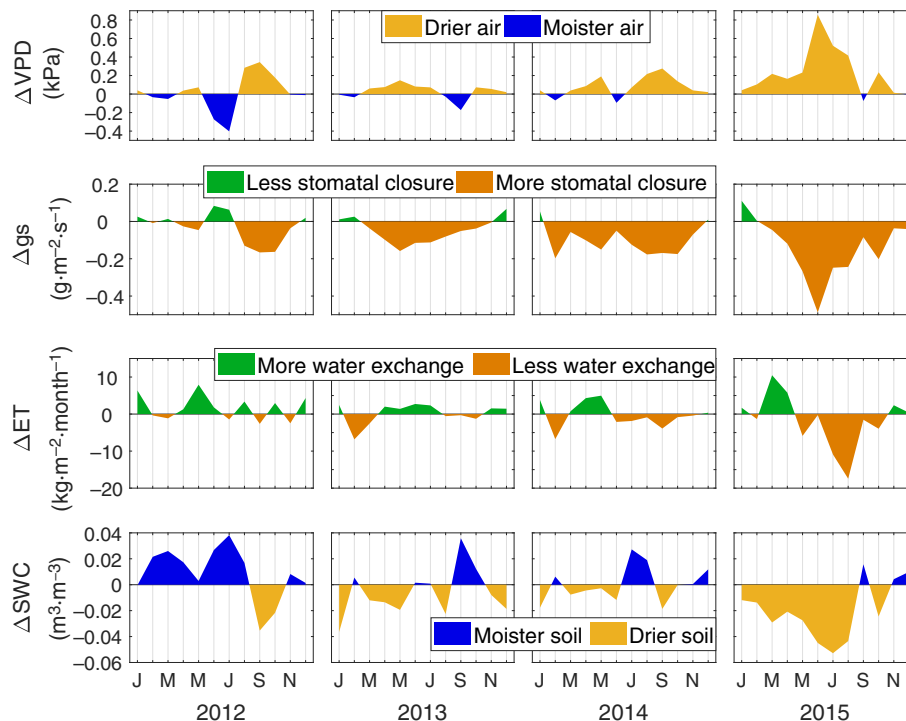 Drier air Moister air
0.8
0.4
0.2
0
−0.2
−0.4
ΔVPD
(kPa)
Less stomatal closure More stomatal closure
0.2
0
−0.2
−0.4
Δgs
(g·m−2·s−1)
More water exchange Less water exchange
10
0
−10
−20
ΔET
(kg·m−2·month−1)
0.04
0.02
0
−0.02
−0.04
−0.06
ΔSWC
(m3·m−3)
Moister soil Drier soil
J M M J S N J M M J S N J M M J S N J M M J S N
2012 2013 2014 2015